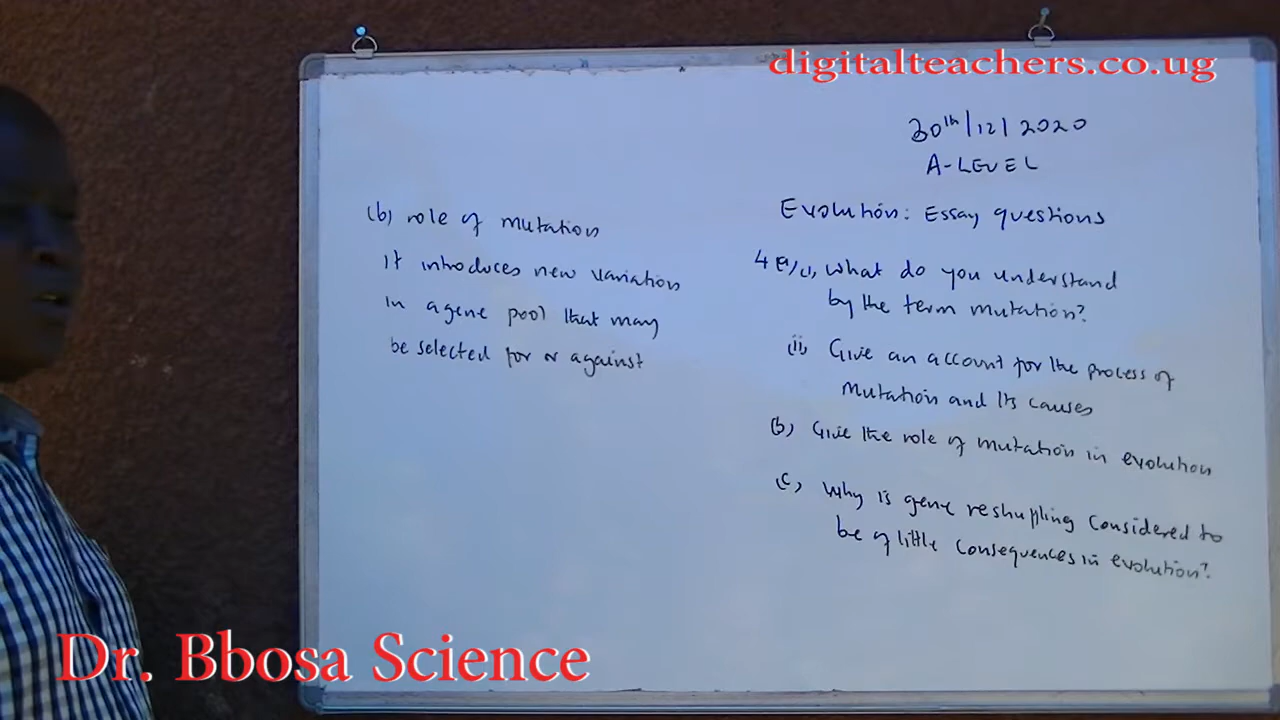 digitalteachers.co.ug
30th/12/2020
A-LEVEL
Evolution: Essay questions
4(a)(i) What do you understand
by the term mutation?
(ii) Give an account for the process of
Mutation and its causes
(b) Give the role of mutation in evolution
(c) Why is gene reshuffling considered to
be of little consequences in evolution?
(b) role of mutation
it introduces new variation
in a gene pool that may
be selected for or against
Dr. Bbosa Science